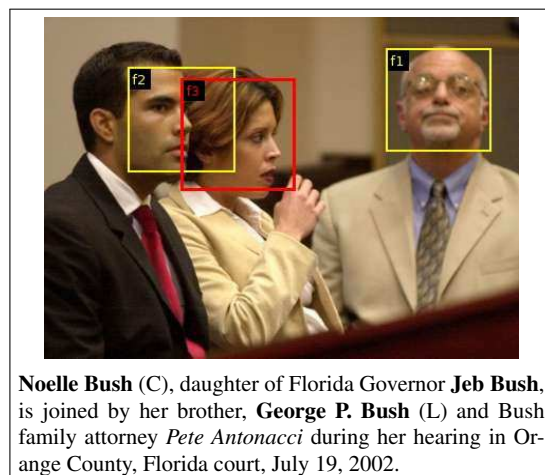 f2
f3
f1
Noelle Bush (C), daughter of Florida Governor Jeb Bush,
is joined by her brother, George P. Bush (L) and Bush
family attorney Pete Antonacci during her hearing in Or-
ange County, Florida court, July 19, 2002.